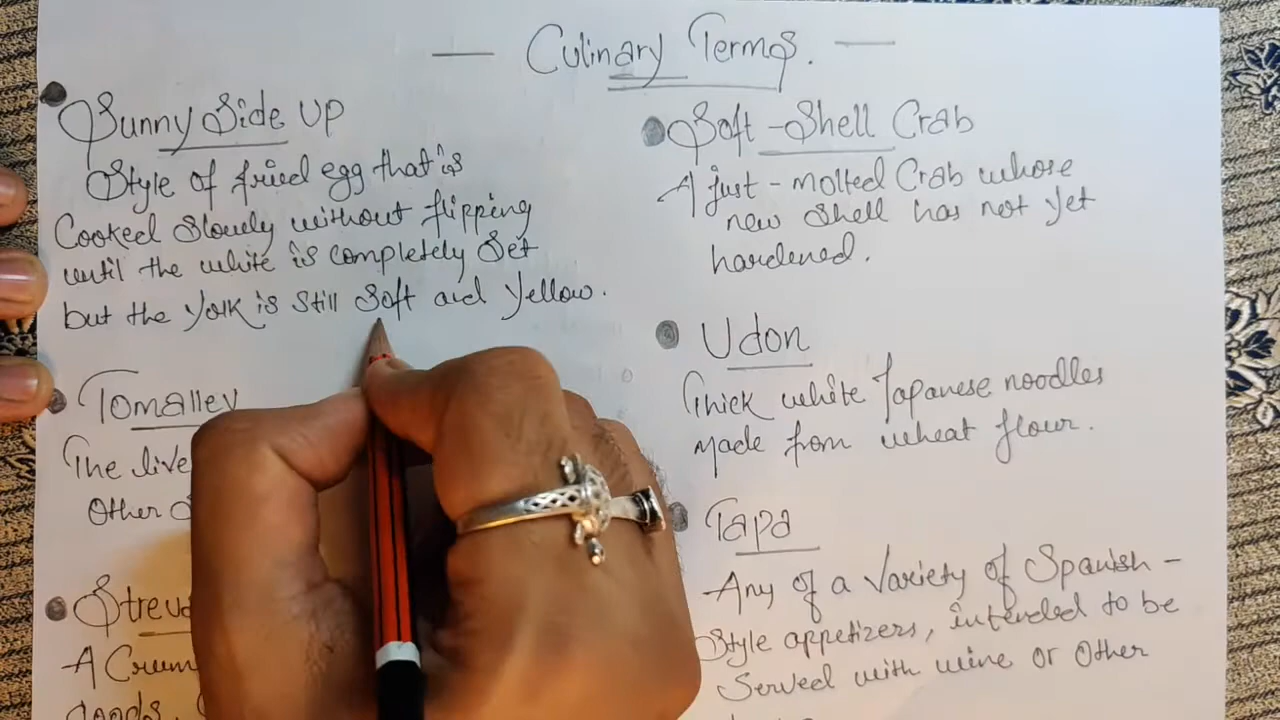 Culinary Terms.
Sunny Side UP
Style of fried egg that is
Cooked slowly without flipping
until the white is completely Set
but the Yolk is Still Soft and Yellow.
Tomalley
The live
Other
Streus
A Crum
Goods.
Soft-Shell Crab
A just-molted Crab whose
new Shell has not Yet
hardened.
Udon
Thick white Japanese noodles
Made from wheat flour.
Tapa
Any of a Variety of Spanish-
Style appetizers, intended to be
Served with wine or Other